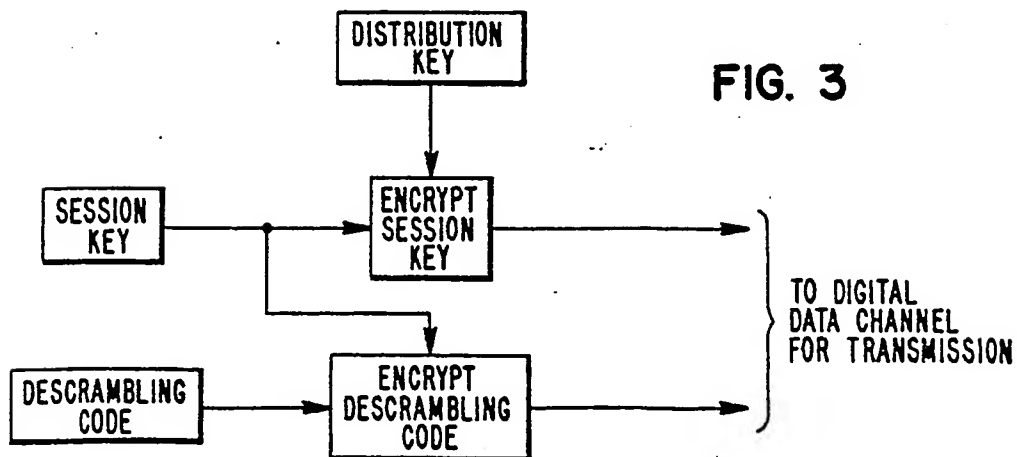 DISTRIBUTION
KEY
FIG. 3
SESSION
KEY
ENCRYPT
SESSION
KEY
TO DIGITAL
DATA CHANNEL
FOR TRANSMISSION
DESCRAMBLING
CODE
ENCRYPT
DESCRAMBLING
CODE